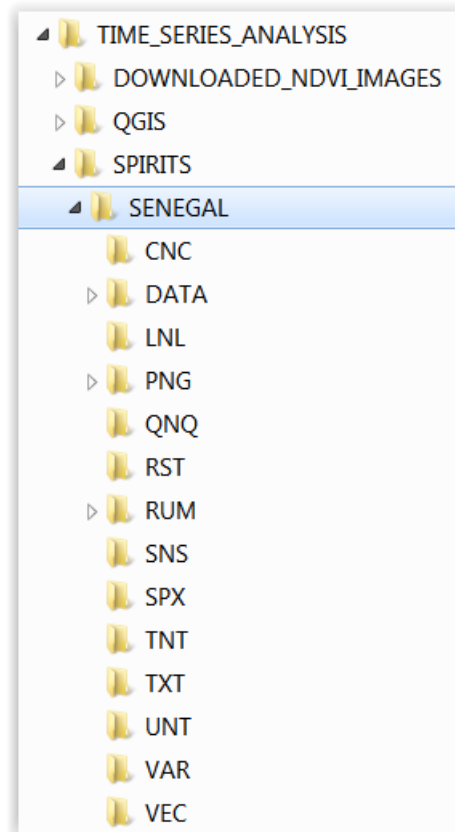 TIME_SERIES_ANALYSIS
DOWNLOADED_NDVI_IMAGES
QGIS
SPIRITS
SENEGAL
CNC
DATA
LNL
PNG
QNQ
RST
RUM
SNS
SPX
TNT
TXT
UNT
VAR
VEC